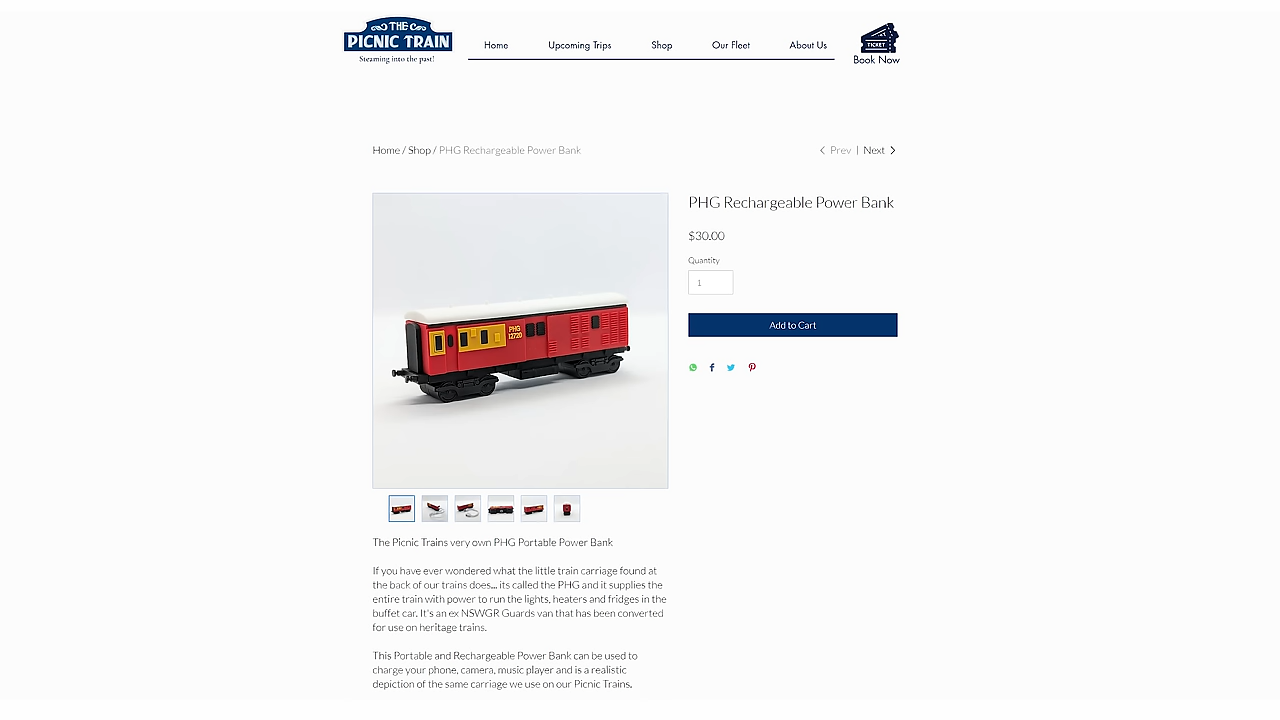 THE
PICNIC TRAIN
Steaming into the past!
Home
Upcoming Trips
Shop
Our Fleet
About Us
TICKET
Book Now
Home / Shop / PHG Rechargeable Power Bank
Prev | Next
PHG Rechargeable Power Bank
$30.00
Quantity
1
Add to Cart
PHG
12720
The Picnic Trains very own PHG Portable Power Bank
If you have ever wondered what the little train carriage found at
the back of our trains does... its called the PHG and it supplies the
entire train with power to run the lights, heaters and fridges in the
buffet car. It's an ex NSWGR Guards van that has been converted
for use on heritage trains.
This Portable and Rechargeable Power Bank can be used to
charge your phone, camera, music player and is a realistic
depiction of the same carriage we use on our Picnic Trains.